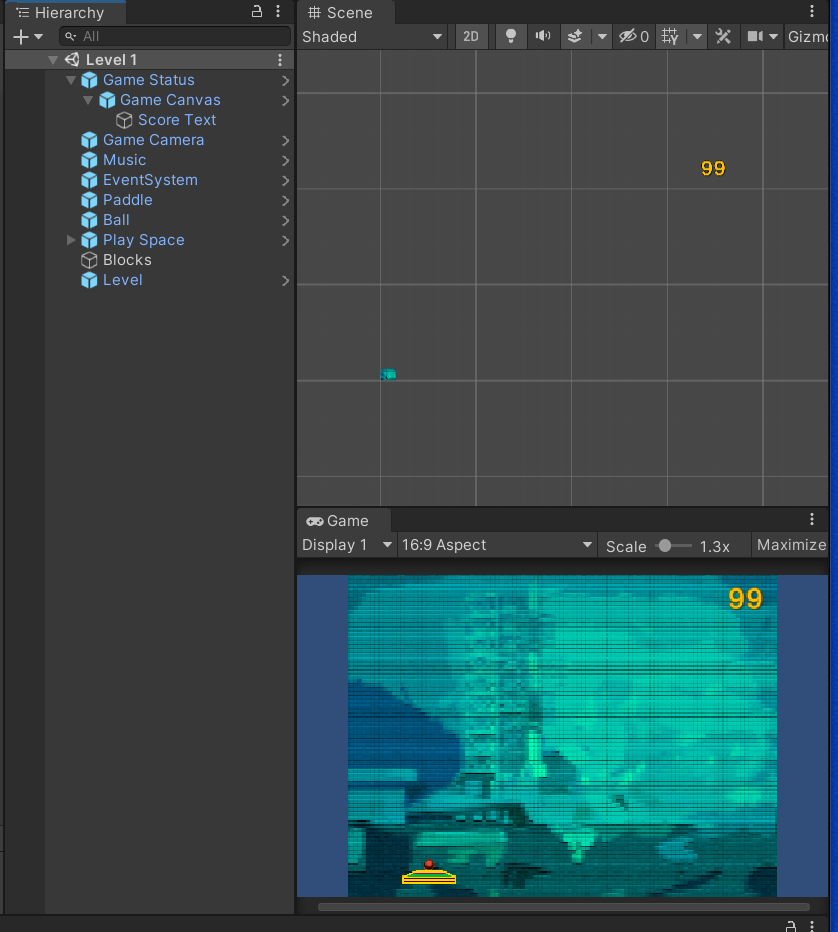 Hierarchy
All
Level 1
Game Status
Game Canvas
Score Text
Game Camera
Music
EventSystem
Paddle
Ball
Play Space
Blocks
Level
Scene
Shaded
2D
0
Gizmo
99
Game
Display 1
16:9 Aspect
Scale
1.3x
Maximize
99